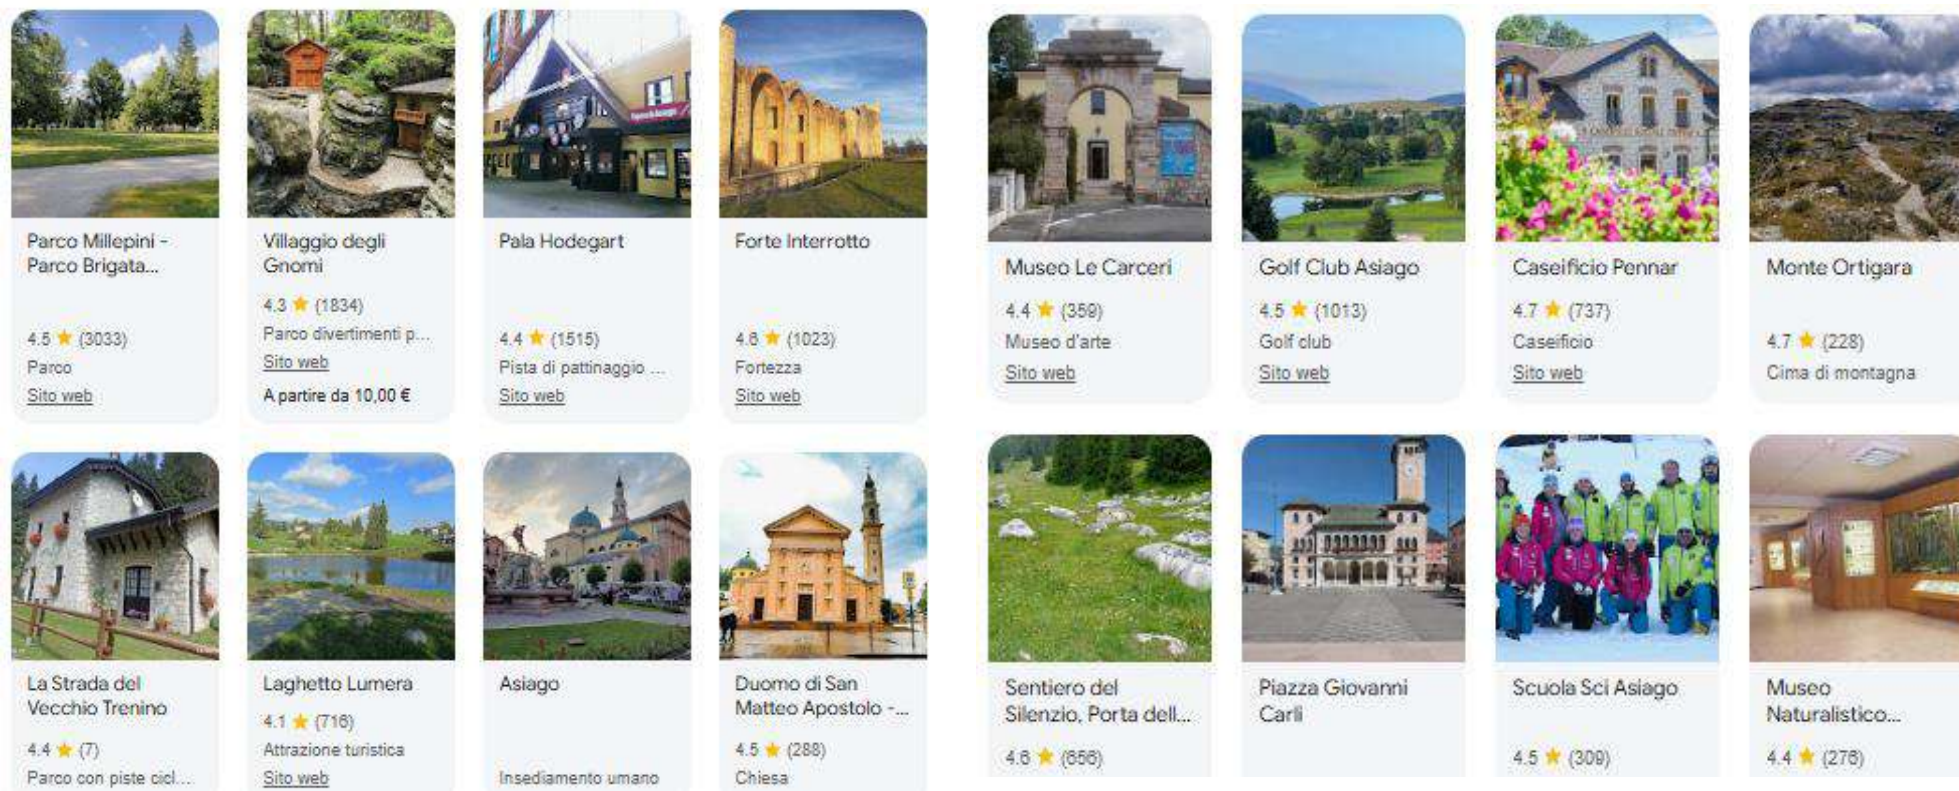 Parco Millepini -
Parco Brigata...
4.5 ★ (3033)
Parco
Sito web
Villaggio degli
Gnomi
4.3 ★ (1834)
Parco divertimenti p...
Sito web
A partire da 10,00 €
Pala Hodegart
4.4 ★ (1515)
Pista di pattinaggio ...
Sito web
Forte Interrotto
4.6 ★ (1023)
Fortezza
Sito web
Museo Le Carceri
4.4 ★ (359)
Museo d'arte
Sito web
Golf Club Asiago
4.5 ★ (1013)
Golf club
Sito web
Caseificio Pennar
4.7 ★ (737)
Caseificio
Sito web
Monte Ortigara
4.7 ★ (228)
Cima di montagna
La Strada del
Vecchio Trenino
4.4 ★ (7)
Parco con piste cicl...
Laghetto Lumera
4.1 ★ (716)
Attrazione turistica
Sito web
Asiago
Insediamento umano
Duomo di San
Matteo Apostolo -...
4.5 ★ (288)
Chiesa
Sentiero del
Silenzio, Porta dell...
4.6 ★ (656)
Piazza Giovanni
Carli
Scuola Sci Asiago
4.5 ★ (309)
Museo
Naturalistico...
4.4 ★ (276)